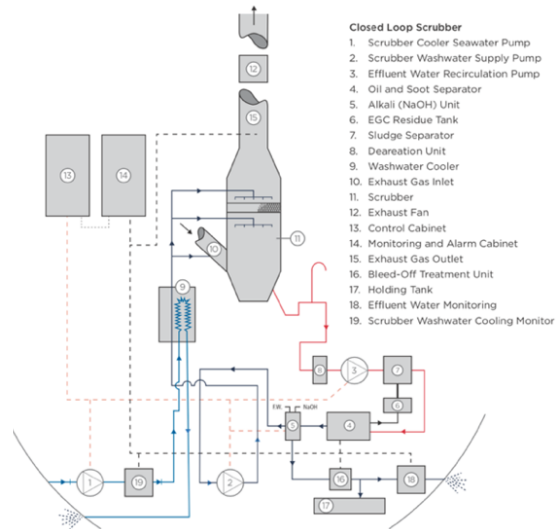 Closed Loop Scrubber
1. Scrubber Cooler Seawater Pump
2. Scrubber Washwater Supply Pump
3. Effluent Water Recirculation Pump
4. Oil and Soot Separator
5. Alkali (NaOH) Unit
6. EGC Residue Tank
7. Sludge Separator
8. Deareation Unit
9. Washwater Cooler
10. Exhaust Gas Inlet
11. Scrubber
12. Exhaust Fan
13. Control Cabinet
14. Monitoring and Alarm Cabinet
15. Exhaust Gas Outlet
16. Bleed-Off Treatment Unit
17. Holding Tank
18. Effluent Water Monitoring
19. Scrubber Washwater Cooling Monitor
12
15
13
14
10
11
9
8
3
7
6
F.W. NaOH
5
4
1
19
2
16
18
17